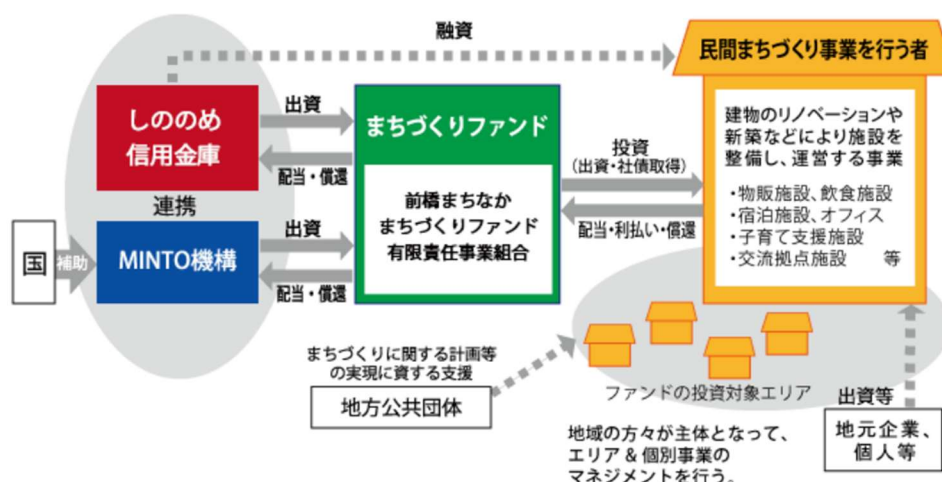 融資
民間まちづくり事業を行う者
しののめ
信用金庫
出資
配当・償還
まちづくりファンド
前橋まちなか
まちづくりファンド
有限責任事業組合
投資
(出資・社債取得)
配当・利払い・償還
建物のリノベーションや
新築などにより施設を
整備し、運営する事業
・物販施設、飲食施設
・宿泊施設、オフィス
・子育て支援施設
・交流拠点施設 等
連携
国
補助
MINTO機構
出資
配当・償還
まちづくりに関する計画等
の実現に資する支援
地方公共団体
ファンドの投資対象エリア
出資等
地元企業、
個人等
地域の方々が主体となって、
エリア&個別事業の
マネジメントを行う。